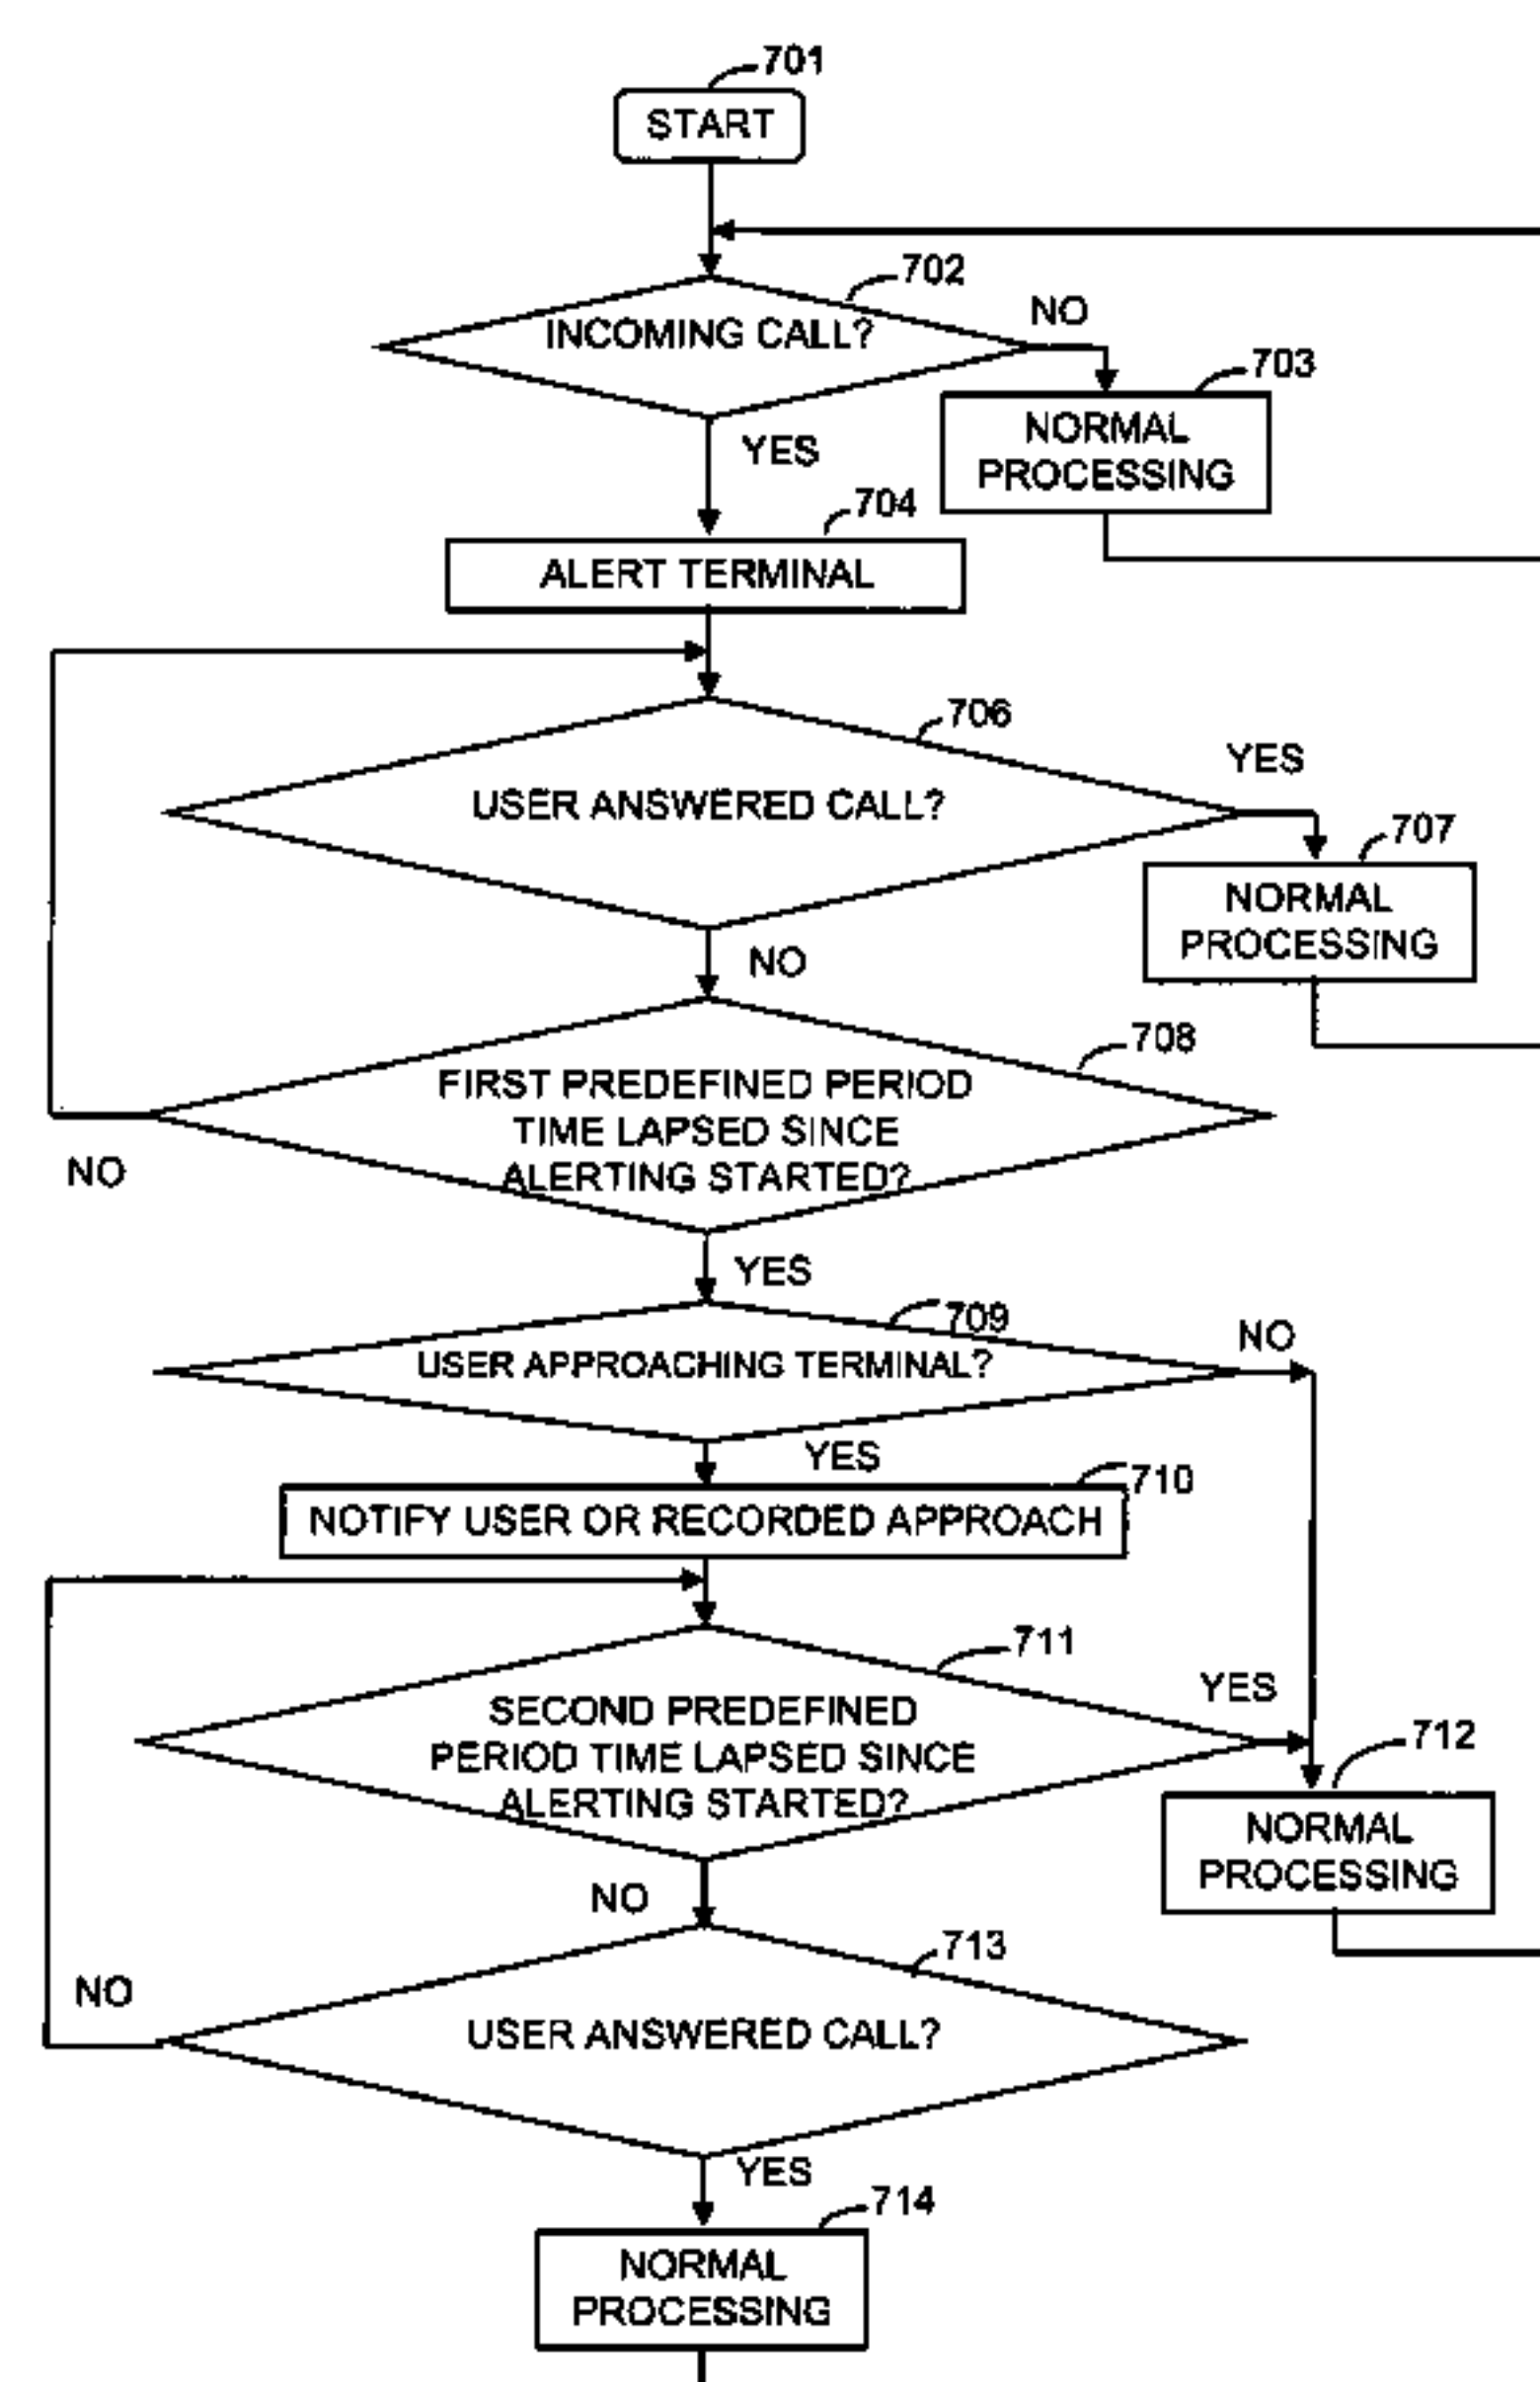 701
START
702
INCOMING CALL?
NO
703
NORMAL
PROCESSING
YES
704
ALERT TERMINAL
706
USER ANSWERED CALL?
YES
707
NORMAL
PROCESSING
NO
708
FIRST PREDEFINED PERIOD
TIME LAPSED SINCE
ALERTING STARTED?
NO
YES
709
USER APPROACHING TERMINAL?
NO
YES
710
NOTIFY USER OR RECORDED APPROACH
711
SECOND PREDEFINED
PERIOD TIME LAPSED SINCE
ALERTING STARTED?
YES
712
NORMAL
PROCESSING
NO
713
USER ANSWERED CALL?
NO
YES
714
NORMAL
PROCESSING